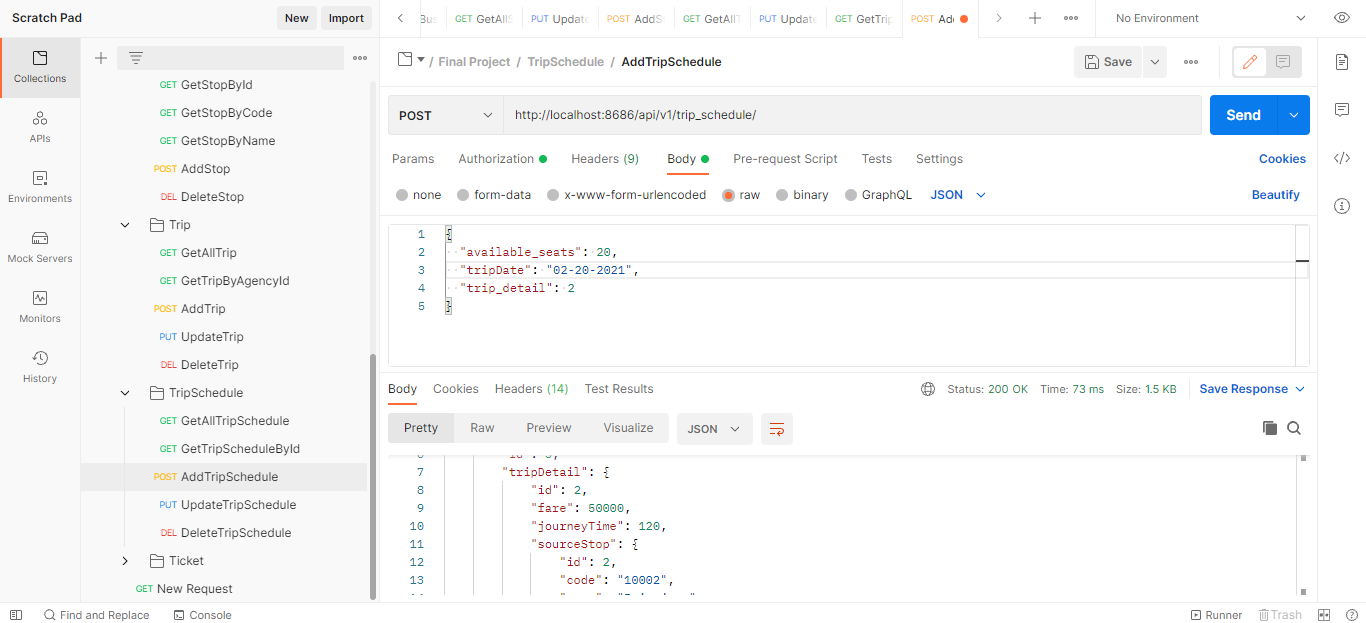 Scratch Pad
New
Import
GetAllS
PUT Update
POST AddS
GET GetAllT
PUT Update
GET GetTrip
POST Add
No Environment
Collections
APIs
Environments
Mock Servers
Monitors
History
GET GetStopById
GET GetStopByCode
GET GetStopByName
POST AddStop
DEL DeleteStop
Trip
GET GetAllTrip
GET GetTripByAgencyId
POST AddTrip
PUT UpdateTrip
DEL DeleteTrip
TripSchedule
GET GetAllTripSchedule
GET GetTripScheduleById
POST AddTripSchedule
PUT UpdateTripSchedule
DEL DeleteTripSchedule
Ticket
GET New Request
/ Final Project / TripSchedule / AddTripSchedule
Save
POST
http://localhost:8686/api/v1/trip_schedule/
Send
Params
Authorization
Headers (9)
Body
Pre-request Script
Tests
Settings
Cookies
none
form-data
x-www-form-urlencoded
raw
binary
GraphQL
JSON
Beautify
1 {
2 "available_seats": 20,
3 "tripDate": "02-20-2021",
4 "trip_detail": 2
5 }
Body
Cookies
Headers (14)
Test Results
Status: 200 OK
Time: 73 ms
Size: 1.5 KB
Save Response
Pretty
Raw
Preview
Visualize
JSON
7 "tripDetail": {
8 "id": 2,
9 "fare": 50000,
10 "journeyTime": 120,
11 "sourceStop": {
12 "id": 2,
13 "code": "10002",
Find and Replace
Console
Runner
Trash